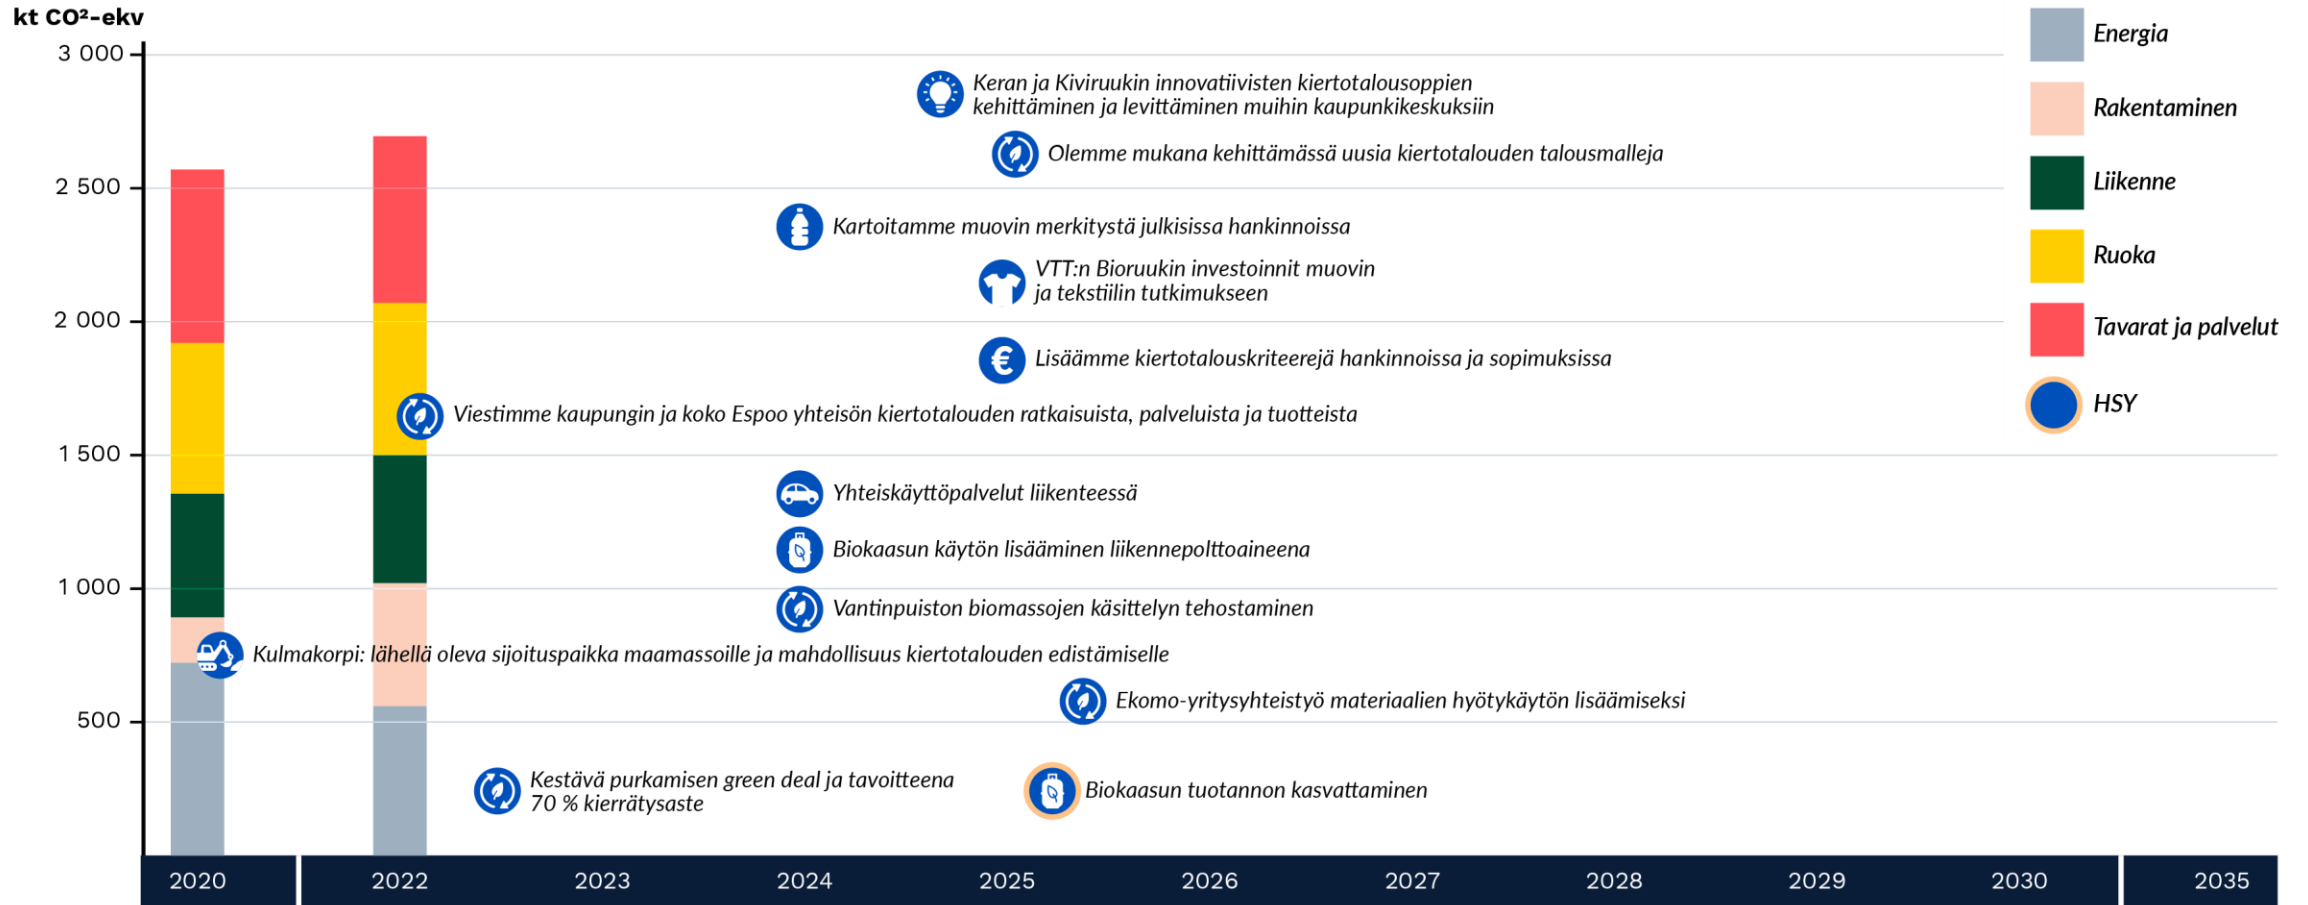 kt CO²-ekv
3 000
2 500
2 000
1 500
1 000
500
Keran ja Kiviruukin innovatiivisten kiertotalousoppien
kehittäminen ja levittäminen muihin kaupunkikeskuksiin
Olemme mukana kehittämässä uusia kiertotalouden talousmalleja
Kartoitamme muovin merkitystä julkisissa hankinnoissa
VTT:n Bioruukin investoinnit muovin
ja tekstiilin tutkimukseen
€
Lisäämme kiertotalouskriteerejä hankinnoissa ja sopimuksissa
Viestimme kaupungin ja koko Espoo yhteisön kiertotalouden ratkaisuista, palveluista ja tuotteista
Yhteiskäyttöpalvelut liikenteessä
Biokaasun käytön lisääminen liikennepolttoaineena
Vantinpuiston biomassojen käsittelyn tehostaminen
Kulmakorpi: lähellä oleva sijoituspaikka maamassoille ja mahdollisuus kiertotalouden edistämiselle
Ekomo-yritysyhteistyö materiaalien hyötykäytön lisäämiseksi
Kestävä purkamisen green deal ja tavoitteena
70 % kierrätysaste
Biokaasun tuotannon kasvattaminen
2020
2022
2023
2024
2025
2026
2027
2028
2029
2030
2035
Energia
Rakentaminen
Liikenne
Ruoka
Tavarat ja palvelut
HSY